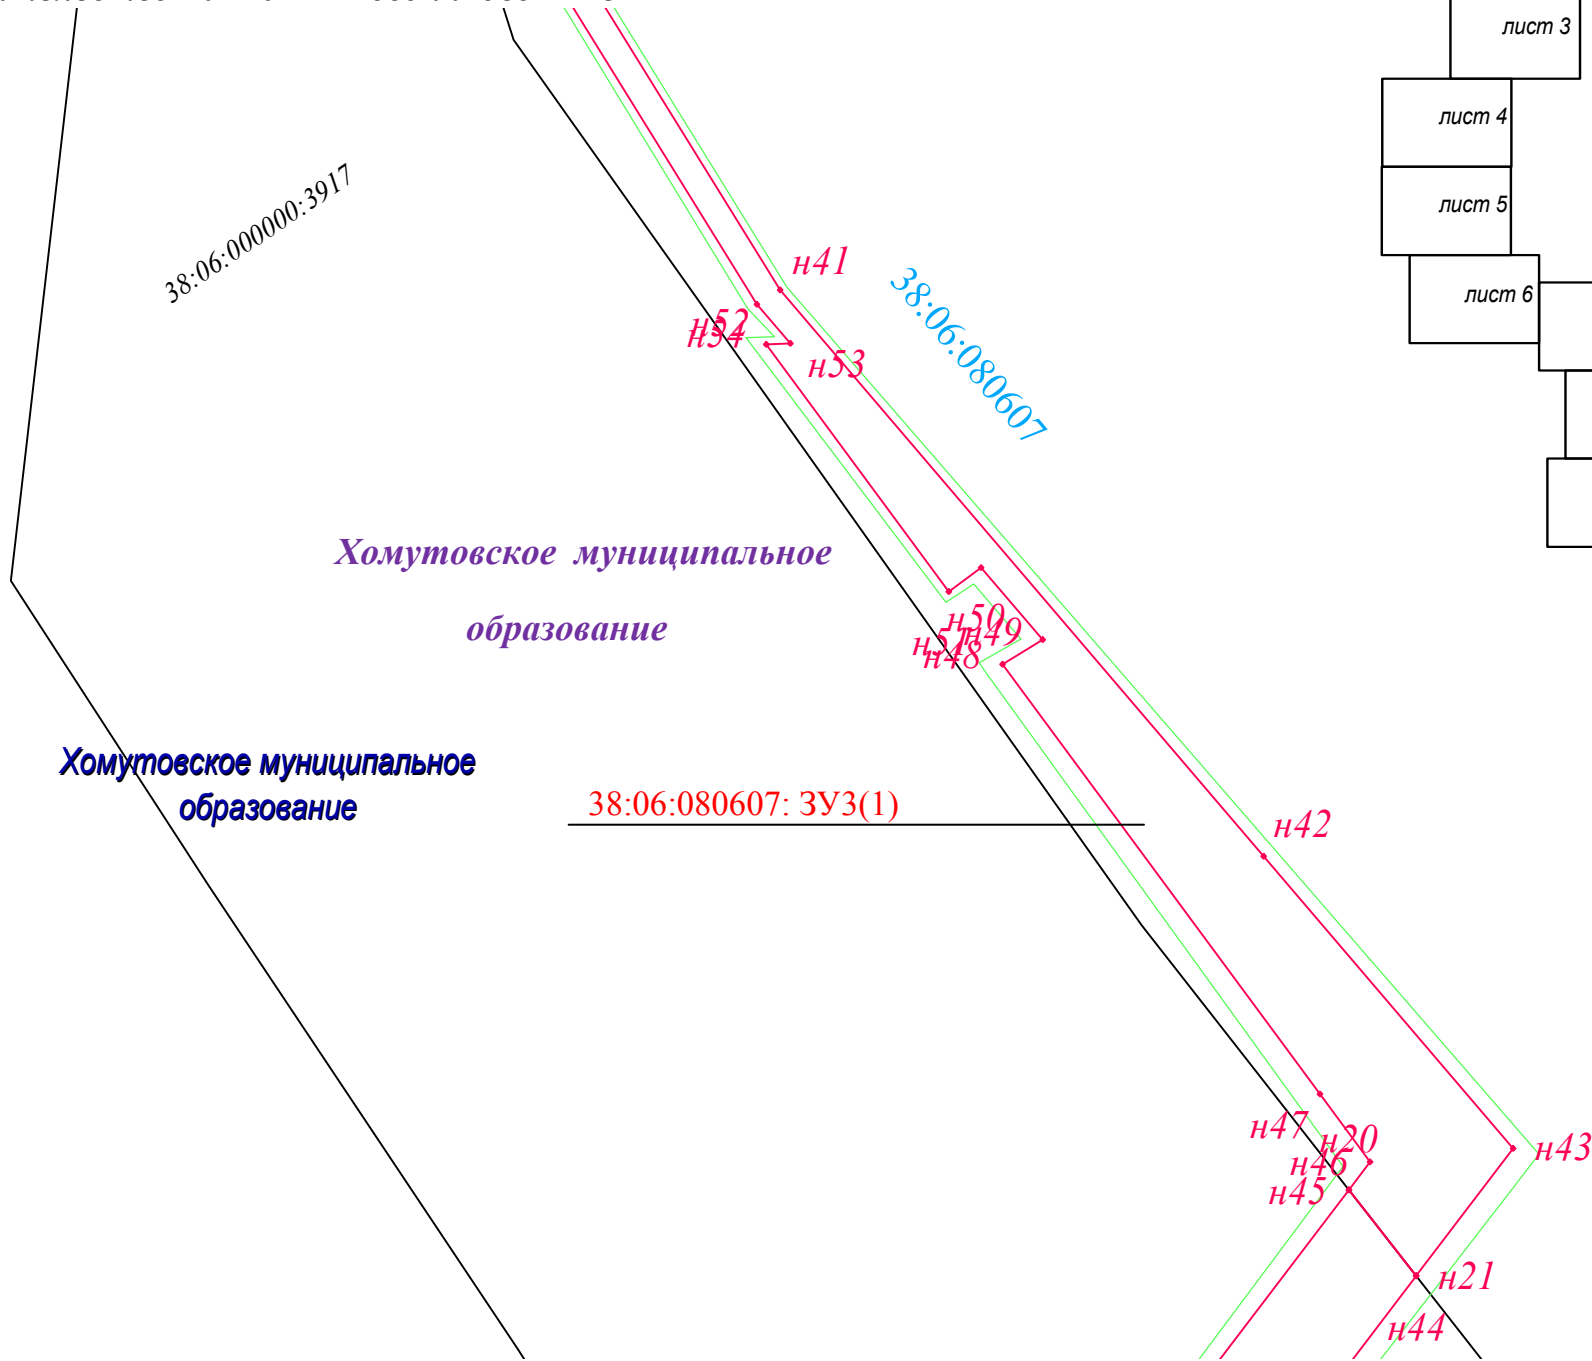 лист 3
лист 4
38:06:000000:3917
лист 5
н41
38:06:080607
лист 6
н52
н54
н53
Хомутовское муниципальное
образование
н50
н49
н51
н48
Хомутовское муниципальное
образование
38:06:080607: ЗУ3(1)
н42
н47
н20
н43
н46
н45
н21
н44